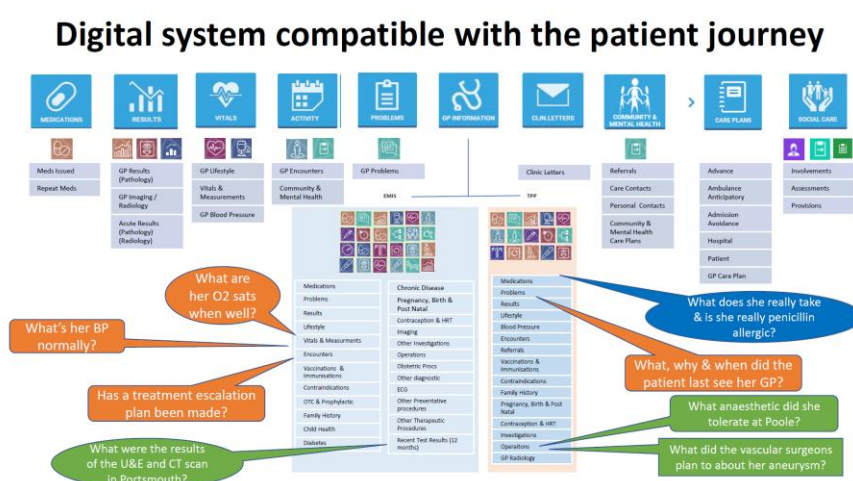 Digital system compatible with the patient journey
MEDICATIONS
RESULTS
VITALS
ACTIVITY
PROBLEMS
GP INFORMATION
CLIN.LETTERS
COMMUNITY &
MENTAL HEALTH
>
CARE PLANS
SOCIAL CARE
Meds Issued
Repeat Meds
GP Results
(Pathology)
GP Imaging /
Radiology
Acute Results
(Pathology)
(Radiology)
GP Lifestyle
Vitals &
Measurements
GP Blood Pressure
GP Encounters
Community &
Mental Health
GP Problems
Clinic Letters
Referrals
Care Contacts
Personal Contacts
Community &
Mental Health
Care Plans
Advance
Ambulance
Anticipatory
Admission
Avoidance
Hospital
Patient
GP Care Plan
Involvements
Assessments
Provisions
EMIS
TPP
Medications
Problems
Results
Lifestyle
Vitals & Measurments
Encounters
Vaccinations &
Immunisations
Contraindications
OTC & Prophylactic
Family History
Child Health
Diabetes
Chronic Disease
Pregnancy, Birth &
Post Natal
Contraception & HRT
Imaging
Other Investigations
Operations
Obstetric Procs
Other diagnostic
ECG
Other Preventative
procedures
Other Therapeutic
Procedures
Recent Test Results (12
months)
Medications
Problems
Results
Lifestyle
Blood Pressure
Encounters
Referrals
Vaccinations &
Immunisations
Contraindications
Family History
Pregnancy, Birth & Post
Natal
Contraception & HRT
Investigations
Operations
GP Radiology
What are
her O2 sats
when well?
What's her BP
normally?
Has a treatment escalation
plan been made?
What were the results
of the U&E and CT scan
in Portsmouth?
What does she really take
& is she really penicillin
allergic?
What, why & when did the
patient last see her GP?
What anaesthetic did she
tolerate at Poole?
What did the vascular surgeons
plan to about her aneurysm?